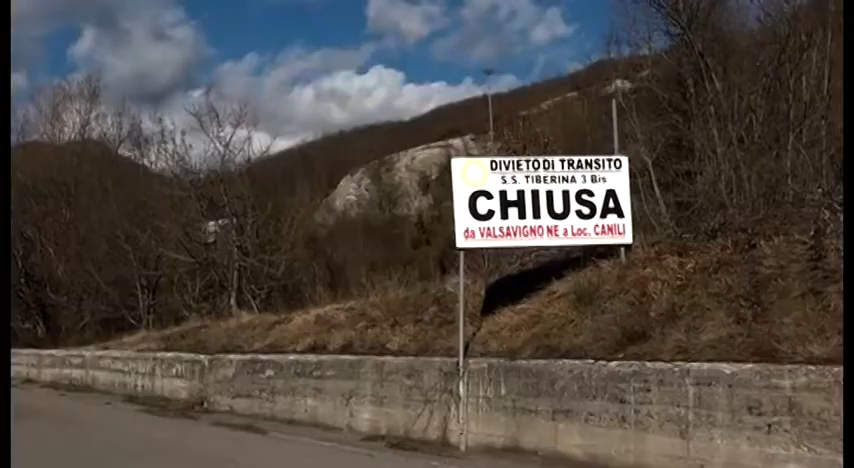 DIVIETO DI TRANSITO
S.S. TIBERINA 3 Bis
CHIUSA
da VALSAVIGNONE a Loc. CANILI